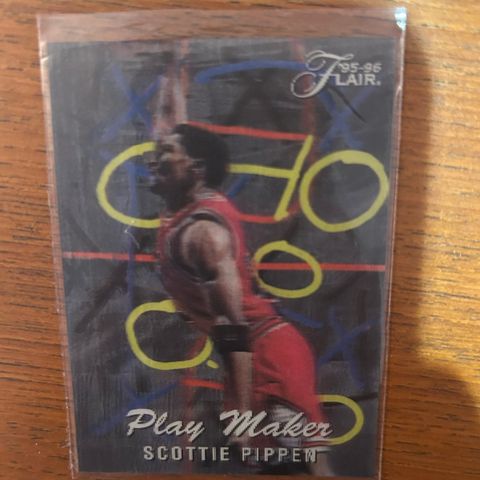 '95-96
FLAIR.
Play Maker
SCOTTIE PIPPEN